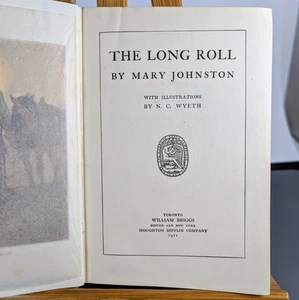 THE LONG ROLL
BY MARY JOHNSTON
WITH ILLUSTRATIONS
BY N. C. WYETH
TORONTO
WILLIAM BRIGGS
BOSTON AND NEW YORK
HOUGHTON MIFFLIN COMPANY
1911